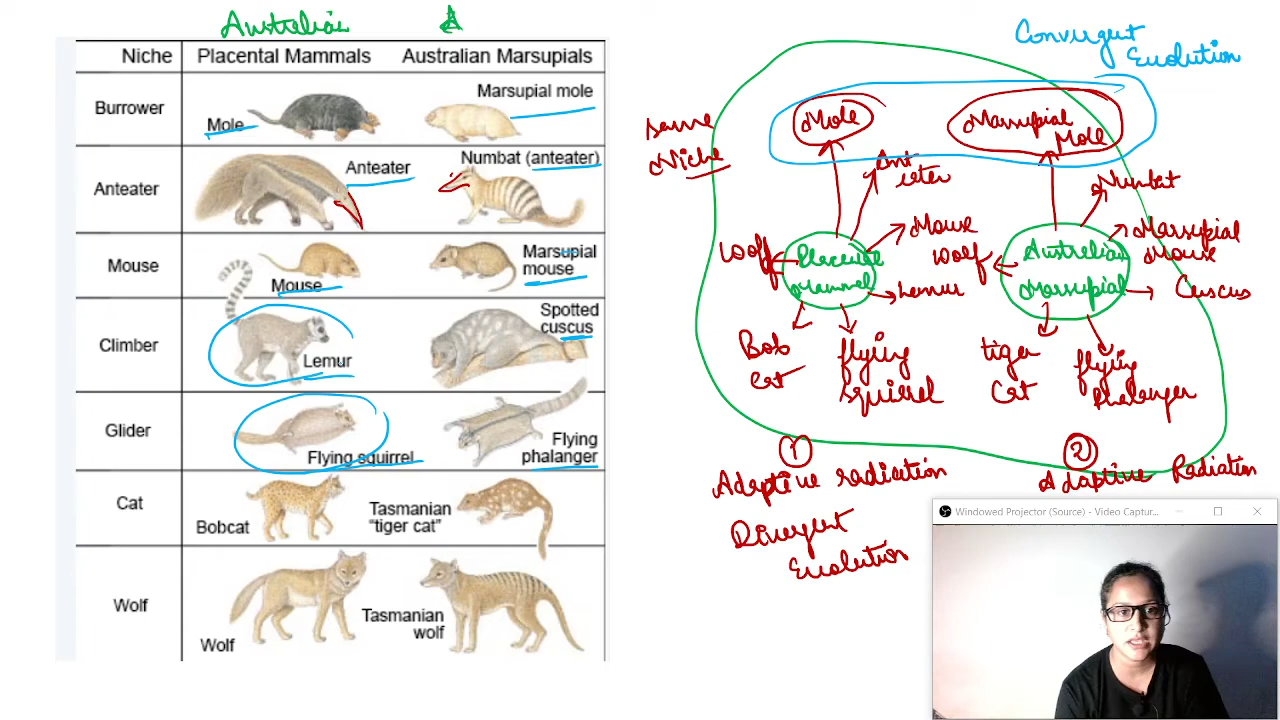 Australian A
Niche Placental Mammals Australian Marsupials
Burrower Mole Marsupial mole
Anteater Anteater Numbat (anteater)
Mouse Mouse Marsupial
mouse
Climber Lemur Spotted
cuscus
Glider Flying squirrel Flying
phalanger
Cat Bobcat Tasmanian
"tiger cat"
Wolf Wolf Tasmanian
wolf
Convergent
Evolution
same
Niche
Mole
Marsupial
Mole
Ant
eater
Mouse
Wolf
Placental
Mammel
Lemur
Bob
Cat
flying
squirrel
Numbat
Marsupial
Mouse
Wolf
Australian
Marsupial
Cuscus
tiger
Cat
flying
phalanger
1
Adaptive radiation
Divergent
Evolution
2
Adaptive Radiation
Windowed Projector (Source) - Video Captur...